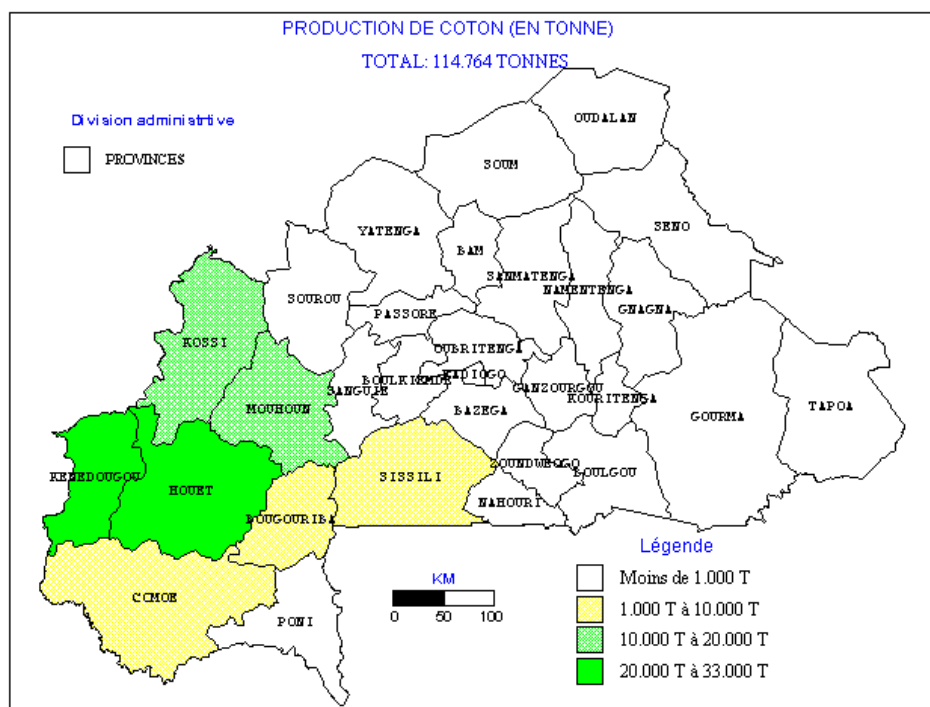 PRODUCTION DE COTON (EN TONNE)
TOTAL: 114.764 TONNES
Division administrtive
PROVINCES
OUDALAN
SOUM
SENO
YATENGA
BAM
SANMATENGA
NAMENTENGA
SOUROU
GNAGNA
PASSORE
KOSSI
OUBRITENGA
KADIOGO
BOULKIEMDE
SANGUIE
GANZOURGOU
KOURITENGA
MOUHOUN
BAZEGA
GOURMA
TAPOA
ZOUNDWEOGO
BOULGOU
KENEDOUGOU
HOUET
SISSILI
NAHOURI
BOUGOURIBA
COMOE
PONI
KM
0 50 100
Légende
Moins de 1.000 T
1.000 T à 10.000 T
10.000 T à 20.000 T
20.000 T à 33.000 T